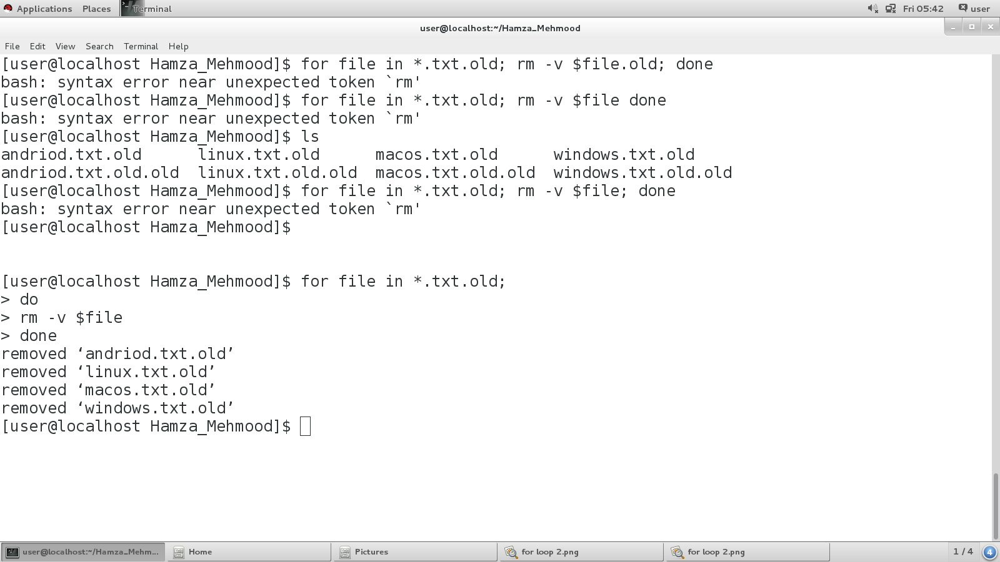 Applications Places Terminal Fri 05:42 user
user@localhost:~/Hamza_Mehmood
File Edit View Search Terminal Help
[user@localhost Hamza_Mehmood]$ for file in *.txt.old; rm -v $file.old; done
bash: syntax error near unexpected token `rm'
[user@localhost Hamza_Mehmood]$ for file in *.txt.old; rm -v $file done
bash: syntax error near unexpected token `rm'
[user@localhost Hamza_Mehmood]$ ls
andriod.txt.old      linux.txt.old      macos.txt.old      windows.txt.old
andriod.txt.old.old  linux.txt.old.old  macos.txt.old.old  windows.txt.old.old
[user@localhost Hamza_Mehmood]$ for file in *.txt.old; rm -v $file; done
bash: syntax error near unexpected token `rm'
[user@localhost Hamza_Mehmood]$
[user@localhost Hamza_Mehmood]$ for file in *.txt.old;
> do
> rm -v $file
> done
removed ‘andriod.txt.old’
removed ‘linux.txt.old’
removed ‘macos.txt.old’
removed ‘windows.txt.old’
[user@localhost Hamza_Mehmood]$
user@localhost:~/Hamza_Mehm... Home Pictures for loop 2.png for loop 2.png 1 / 4 4